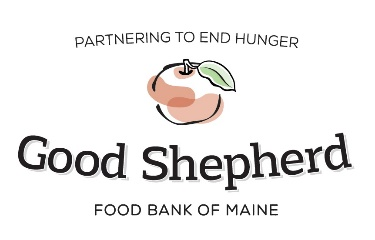 PARTNERING TO END HUNGER
Good Shepherd
FOOD BANK OF MAINE